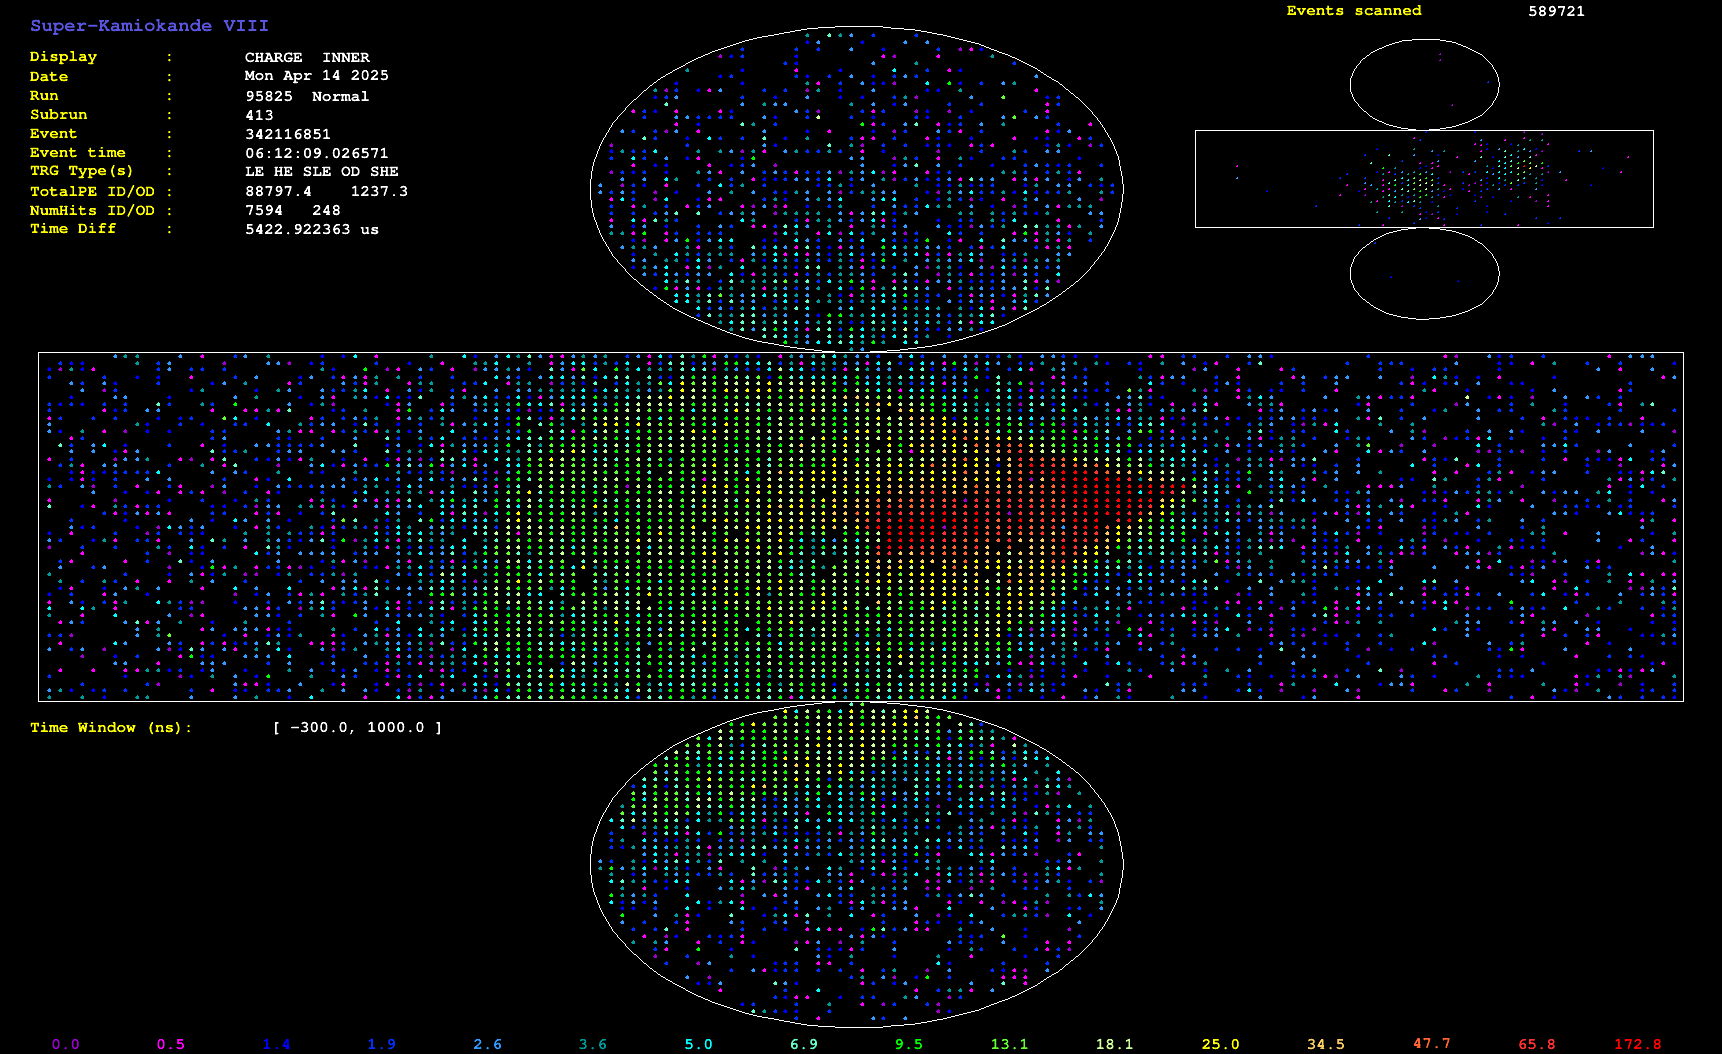 Super-Kamiokande VIII
Display : CHARGE INNER
Date : Mon Apr 14 2025
Run : 95825 Normal
Subrun : 413
Event : 342116851
Event time : 06:12:09.026571
TRG Type(s) : LE HE SLE OD SHE
TotalPE ID/OD : 88797.4 1237.3
NumHits ID/OD : 7594 248
Time Diff : 5422.922363 us
Events scanned 589721
Time Window (ns): [ -300.0, 1000.0 ]
0.0 0.5 1.4 1.9 2.6 3.6 5.0 6.9 9.5 13.1 18.1 25.0 34.5 47.7 65.8 172.8